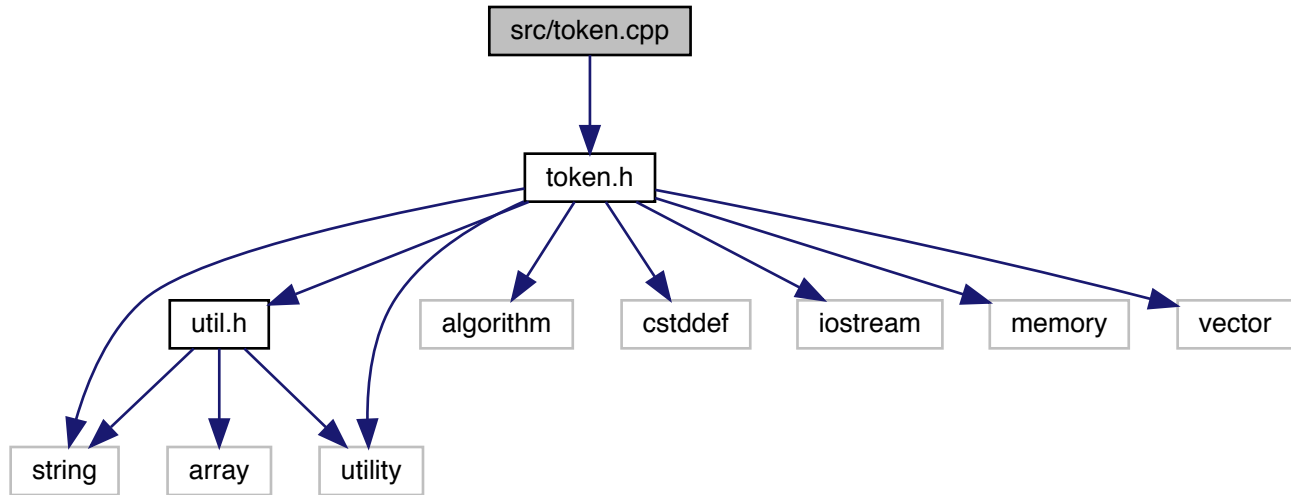 src/token.cpp
token.h
util.h
algorithm
cstddef
iostream
memory
vector
string
array
utility